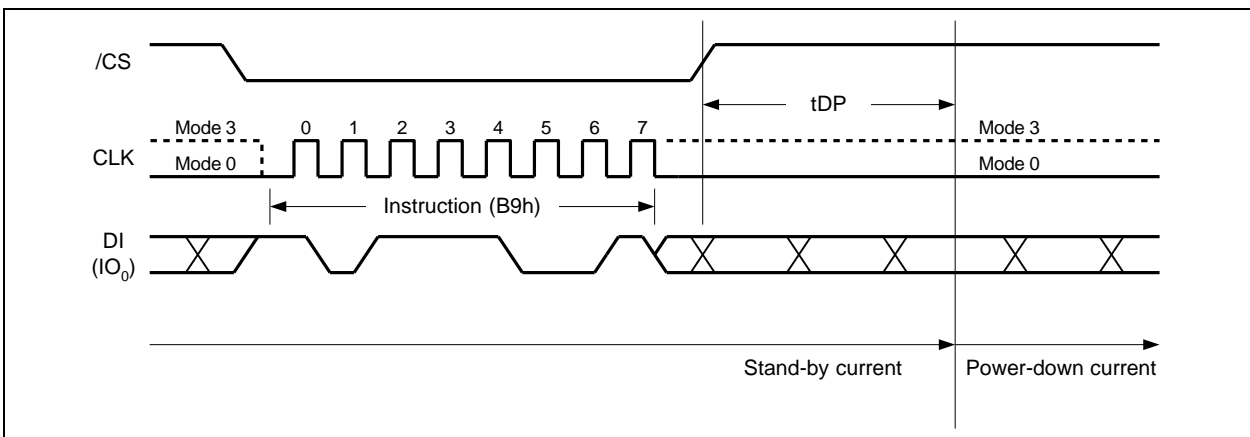 /CS
tDP
Mode 3 0 1 2 3 4 5 6 7 Mode 3
CLK
Mode 0 Mode 0
Instruction (B9h)
DI
(IO₀)
Stand-by current Power-down current